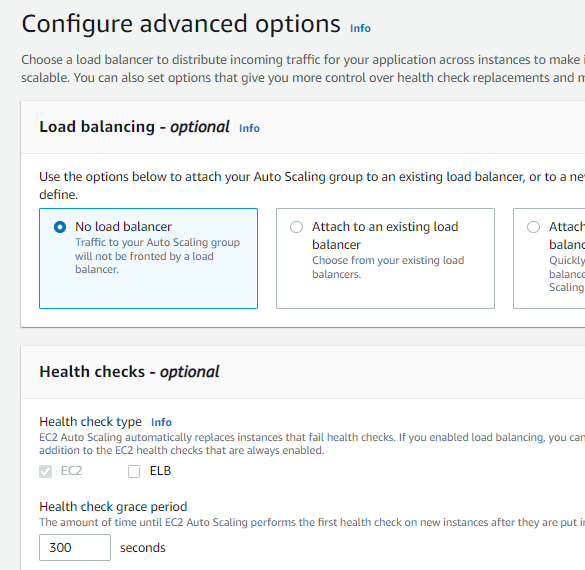 Configure advanced options Info
Choose a load balancer to distribute incoming traffic for your application across instances to make
scalable. You can also set options that give you more control over health check replacements and
Load balancing - optional Info
Use the options below to attach your Auto Scaling group to an existing load balancer, or to a
define.
No load balancer
Traffic to your Auto Scaling group
will not be fronted by a load
balancer.
Attach to an existing load
balancer
Choose from your existing load
balancers.
Attach
balanc
Quickly
balance
Scaling
Health checks - optional
Health check type Info
EC2 Auto Scaling automatically replaces instances that fail health checks. If you enabled load balancing, you can
addition to the EC2 health checks that are always enabled.
EC2
ELB
Health check grace period
The amount of time until EC2 Auto Scaling performs the first health check on new instances after they are put
300 seconds